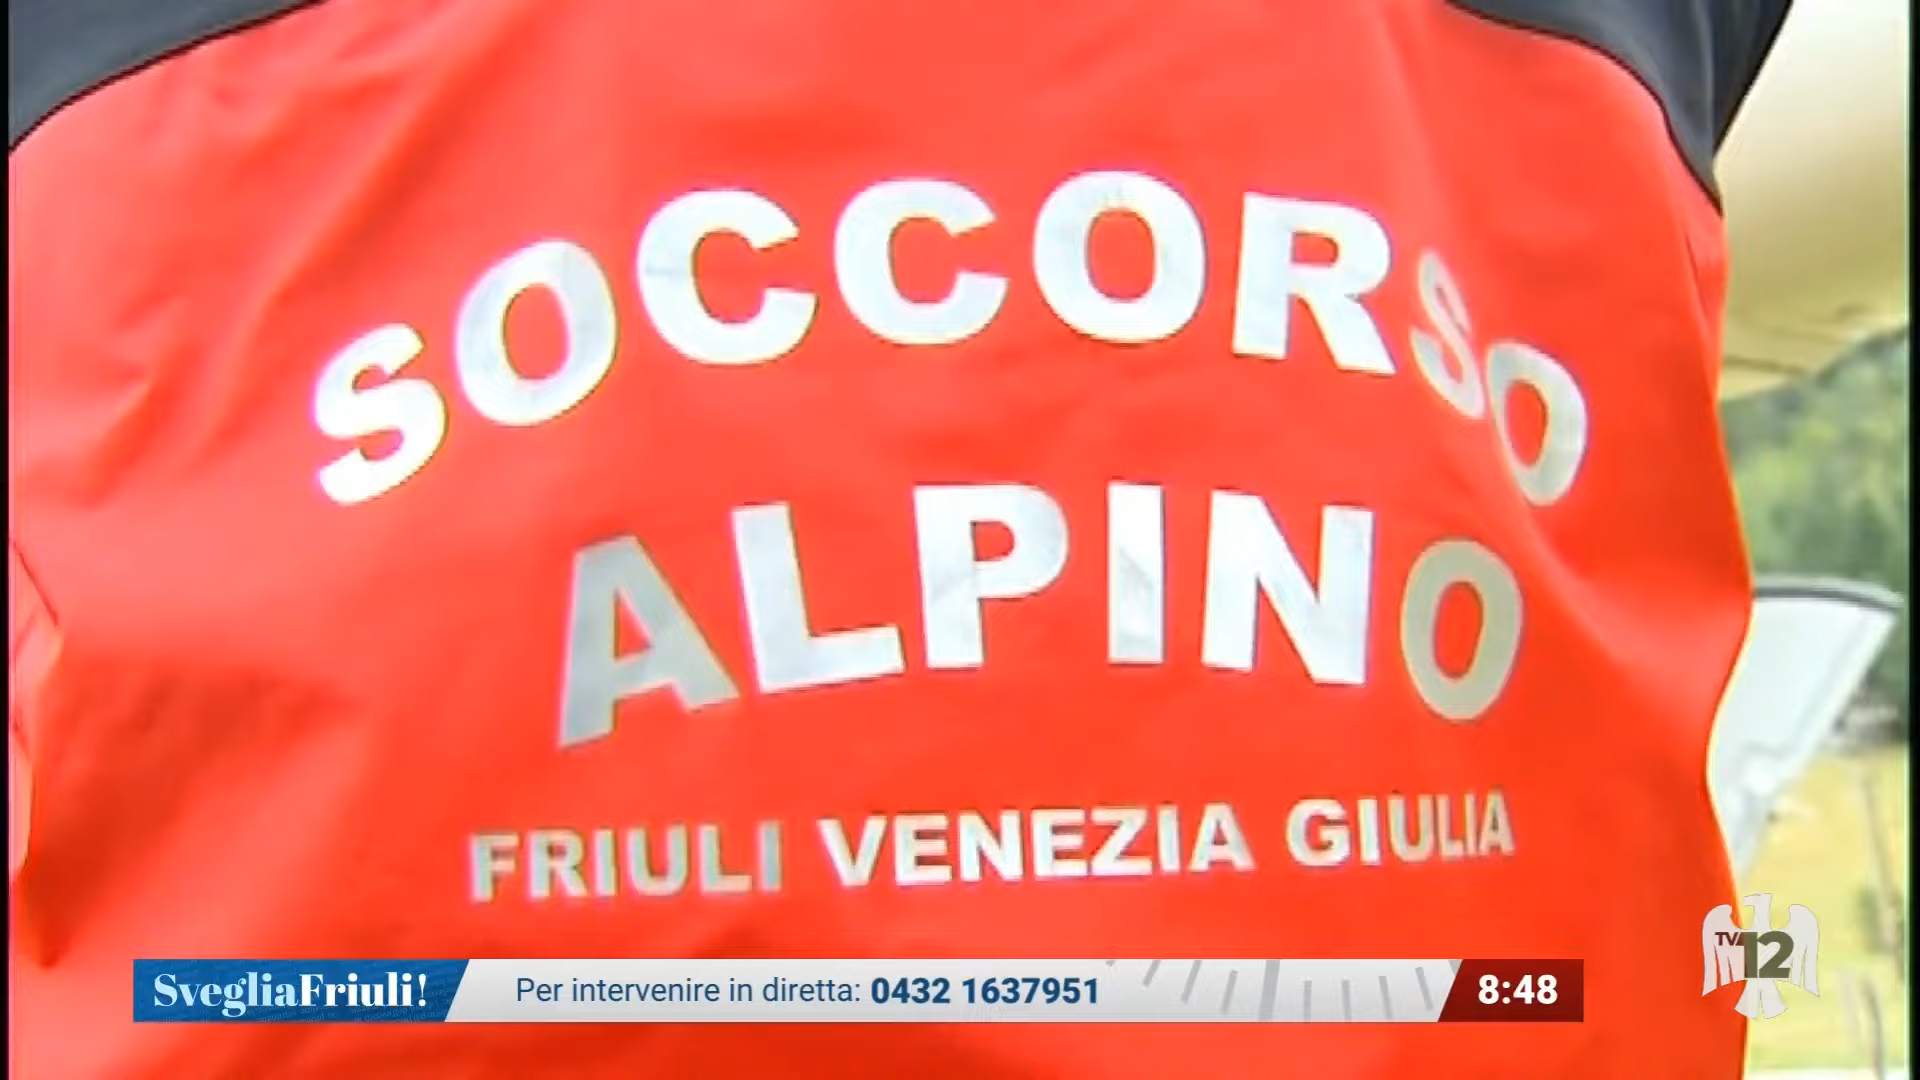 SOCCORSO
ALPINO
FRIULI VENEZIA GIULIA
SvegliaFriuli!
Per intervenire in diretta: 0432 1637951
8:48
TV12